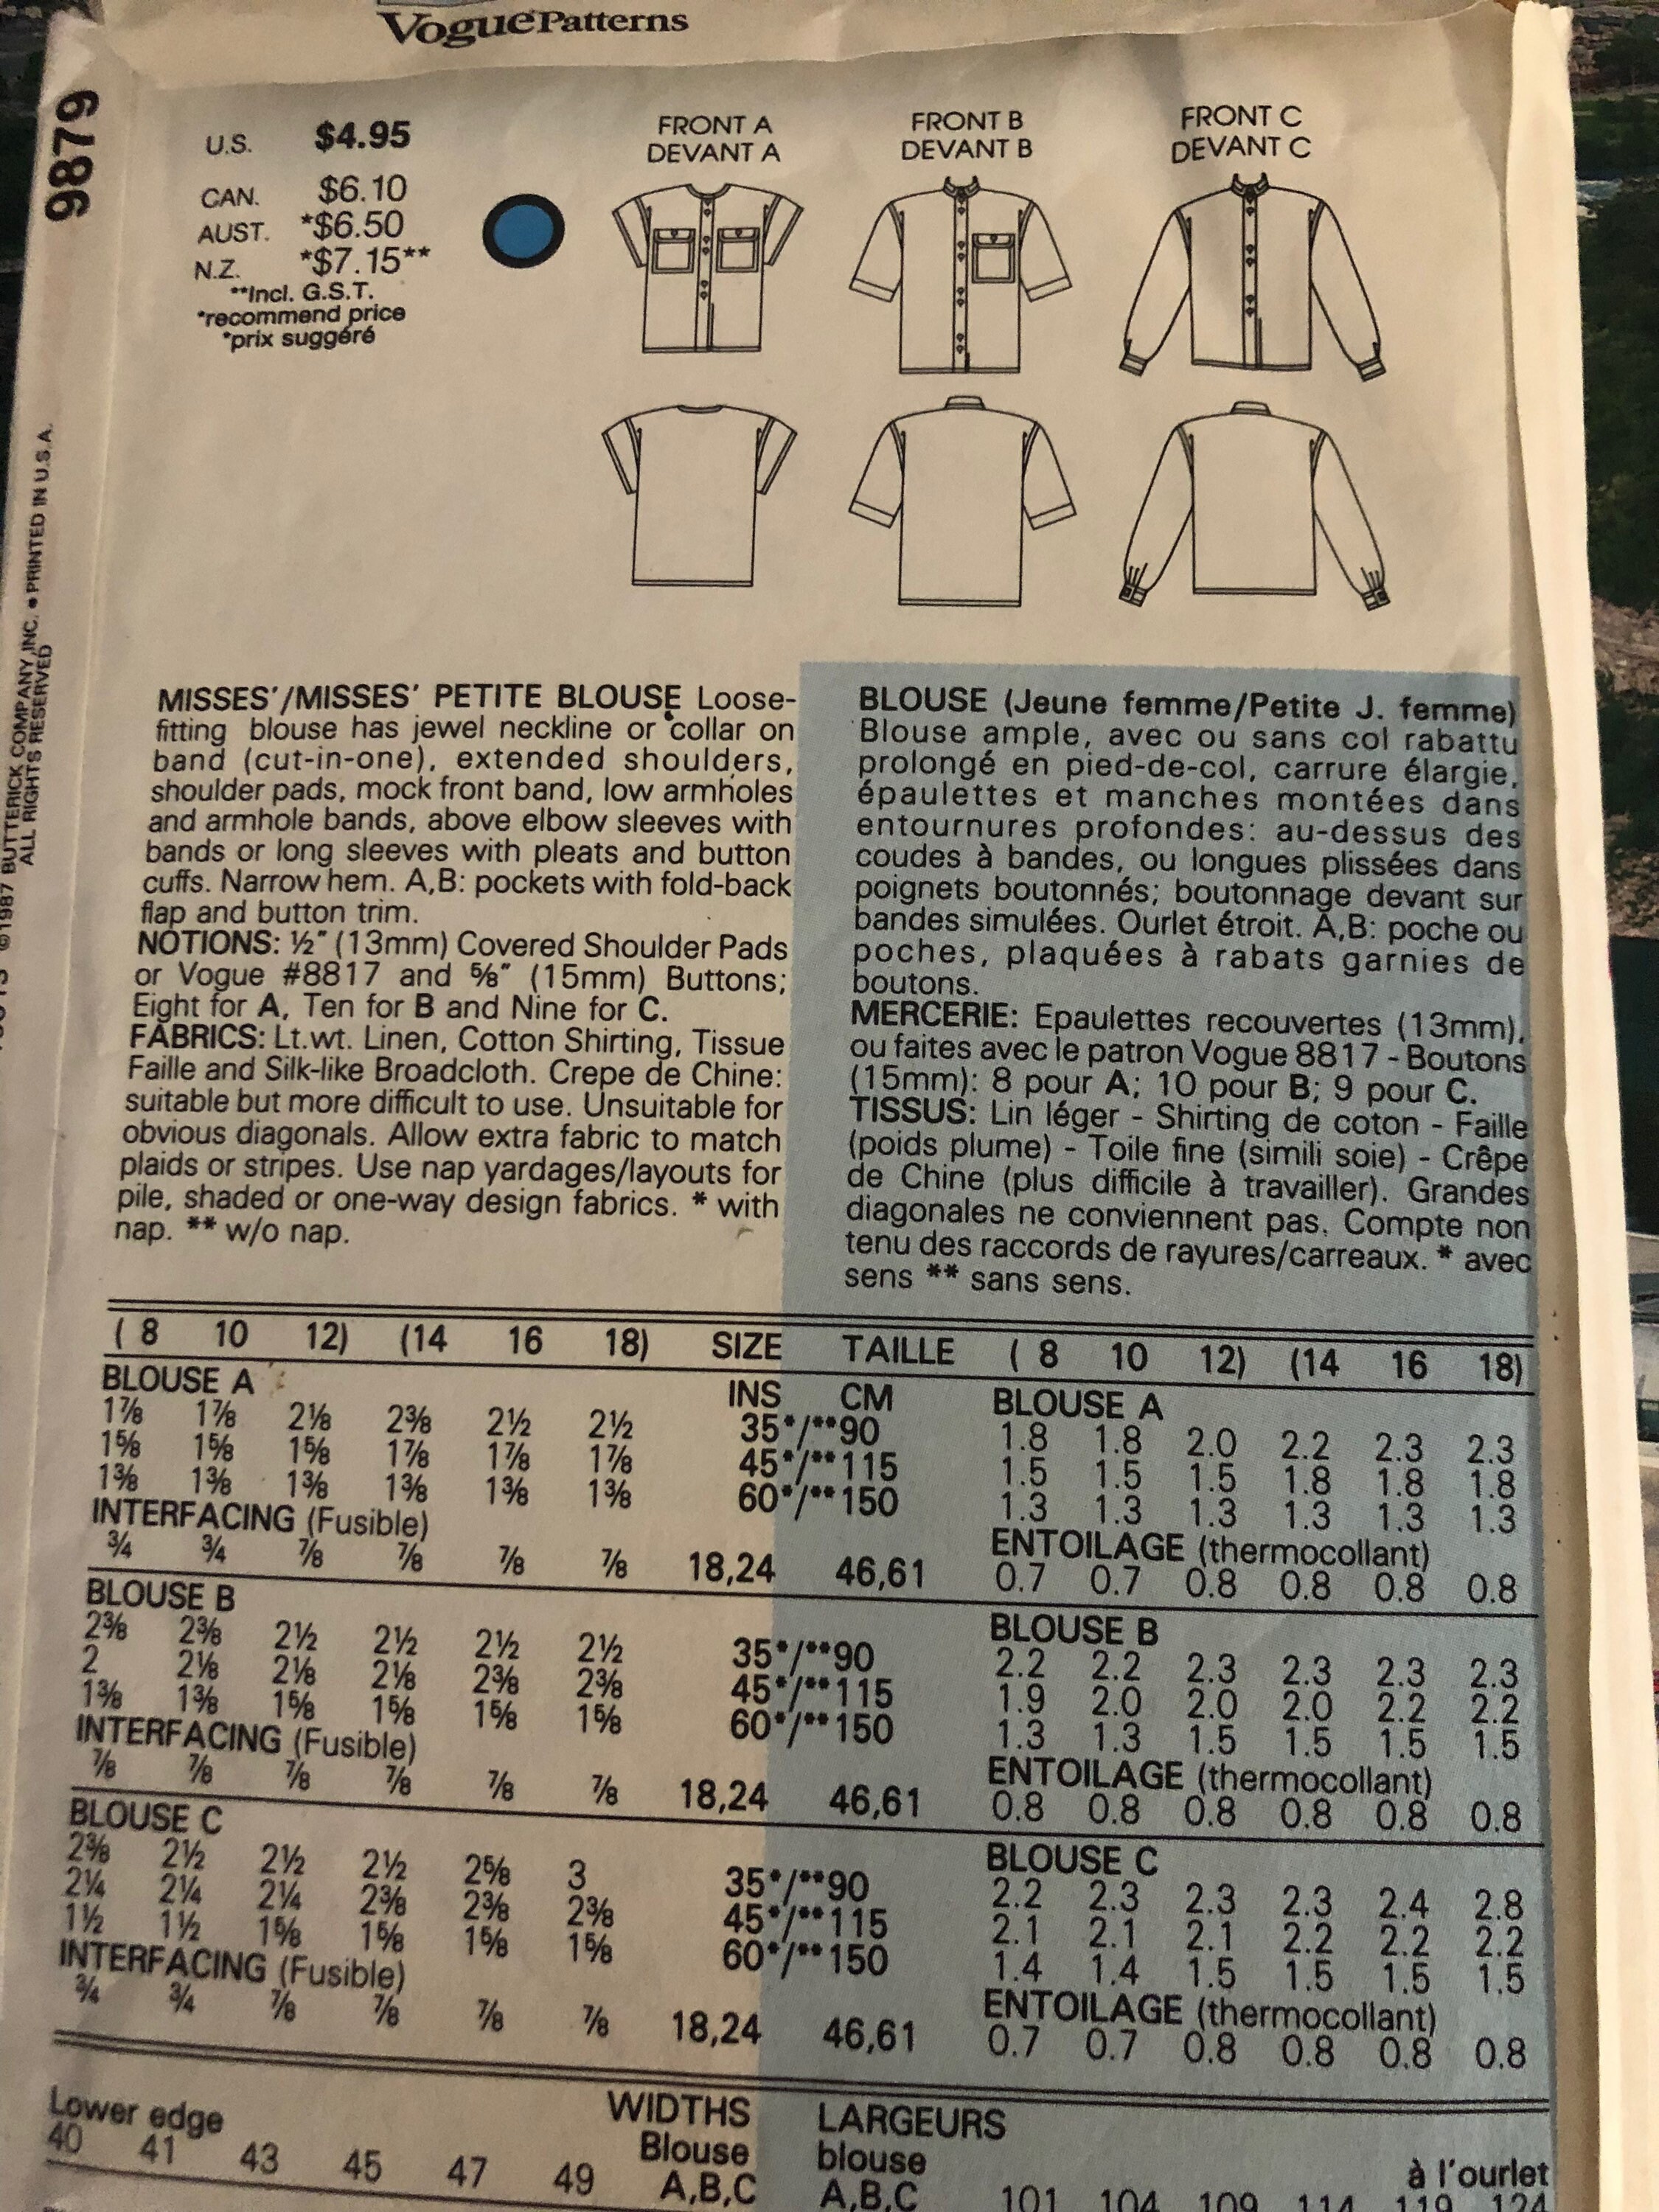 VoguePatterns
9879
©1987 BUTTERICK COMPANY, INC. • PRINTED IN U.S.A.
ALL RIGHTS RESERVED
U.S. $4.95
CAN. $6.10
AUST. *$6.50
N.Z. *$7.15**
**Incl. G.S.T.
*recommend price
*prix suggéré
FRONT A
DEVANT A
FRONT B
DEVANT B
FRONT C
DEVANT C
MISSES'/MISSES' PETITE BLOUSE Loose-
fitting blouse has jewel neckline or collar on
band (cut-in-one), extended shoulders,
shoulder pads, mock front band, low armholes
and armhole bands, above elbow sleeves with
bands or long sleeves with pleats and button
cuffs. Narrow hem. A,B: pockets with fold-back
flap and button trim.
NOTIONS: ½" (13mm) Covered Shoulder Pads
or Vogue #8817 and ⅝" (15mm) Buttons;
Eight for A, Ten for B and Nine for C.
FABRICS: Lt.wt. Linen, Cotton Shirting, Tissue
Faille and Silk-like Broadcloth. Crepe de Chine:
suitable but more difficult to use. Unsuitable for
obvious diagonals. Allow extra fabric to match
plaids or stripes. Use nap yardages/layouts for
pile, shaded or one-way design fabrics. * with
nap. ** w/o nap.
BLOUSE (Jeune femme/Petite J. femme)
Blouse ample, avec ou sans col rabattu
prolongé en pied-de-col, carrure élargie,
épaulettes et manches montées dans
entournures profondes: au-dessus des
coudes à bandes, ou longues plissées dans
poignets boutonnés; boutonnage devant sur
bandes simulées. Ourlet étroit. A,B: poche ou
poches, plaquées à rabats garnies de
boutons.
MERCERIE: Epaulettes recouvertes (13mm),
ou faites avec le patron Vogue 8817 - Boutons
(15mm): 8 pour A; 10 pour B; 9 pour C.
TISSUS: Lin léger - Shirting de coton - Faille
(poids plume) - Toile fine (simili soie) - Crêpe
de Chine (plus difficile à travailler). Grandes
diagonales ne conviennent pas. Compte non
tenu des raccords de rayures/carreaux. * avec
sens ** sans sens.
( 8 10 12) (14 16 18) SIZE TAILLE ( 8 10 12) (14 16 18)
BLOUSE A INS CM BLOUSE A
1⅞ 1⅞ 2⅛ 2⅜ 2½ 2½ 35*/**90 1.8 1.8 2.0 2.2 2.3 2.3
1⅝ 1⅝ 1⅝ 1⅞ 1⅞ 1⅞ 45*/**115 1.5 1.5 1.5 1.8 1.8 1.8
1⅜ 1⅜ 1⅜ 1⅜ 1⅜ 1⅜ 60*/**150 1.3 1.3 1.3 1.3 1.3 1.3
INTERFACING (Fusible) ENTOILAGE (thermocollant)
¾ ¾ ⅞ ⅞ ⅞ ⅞ 18,24 46,61 0.7 0.7 0.8 0.8 0.8 0.8
BLOUSE B BLOUSE B
2⅜ 2⅜ 2½ 2½ 2½ 2½ 35*/**90 2.2 2.2 2.3 2.3 2.3 2.3
2 2⅛ 2⅛ 2⅛ 2⅜ 2⅜ 45*/**115 1.9 2.0 2.0 2.0 2.2 2.2
1⅜ 1⅜ 1⅝ 1⅝ 1⅝ 1⅝ 60*/**150 1.3 1.3 1.5 1.5 1.5 1.5
INTERFACING (Fusible) ENTOILAGE (thermocollant)
⅞ ⅞ ⅞ ⅞ ⅞ ⅞ 18,24 46,61 0.8 0.8 0.8 0.8 0.8 0.8
BLOUSE C BLOUSE C
2⅜ 2½ 2½ 2½ 2⅝ 3 35*/**90 2.2 2.3 2.3 2.3 2.4 2.8
2¼ 2¼ 2¼ 2⅜ 2⅜ 2⅜ 45*/**115 2.1 2.1 2.1 2.2 2.2 2.2
1½ 1½ 1⅝ 1⅝ 1⅝ 1⅝ 60*/**150 1.4 1.4 1.5 1.5 1.5 1.5
INTERFACING (Fusible) ENTOILAGE (thermocollant)
¾ ¾ ⅞ ⅞ ⅞ ⅞ 18,24 46,61 0.7 0.7 0.8 0.8 0.8 0.8
Lower edge WIDTHS LARGEURS à l'ourlet
40 41 43 45 47 49 Blouse blouse
A,B,C A,B,C 101 104 109 114 119 124